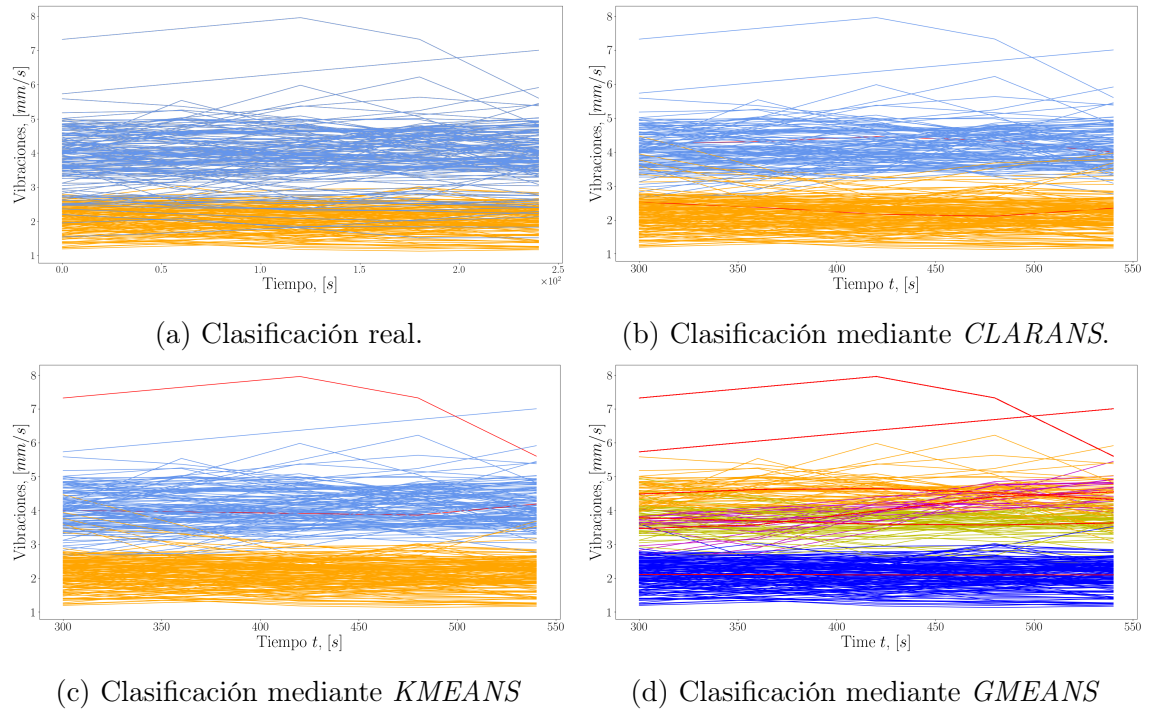 8
7
6
5
4
3
2
1
Vibraciones, [mm/s]
0.0 0.5 1.0 1.5 2.0 2.5
×10²
Tiempo, [s]
(a) Clasificación real.
8
7
6
5
4
3
2
1
Vibraciones, [mm/s]
300 350 400 450 500 550
Tiempo t, [s]
(b) Clasificación mediante CLARANS.
8
7
6
5
4
3
2
1
Vibraciones, [mm/s]
300 350 400 450 500 550
Tiempo t, [s]
(c) Clasificación mediante KMEANS
8
7
6
5
4
3
2
1
Vibraciones, [mm/s]
300 350 400 450 500 550
Time t, [s]
(d) Clasificación mediante GMEANS